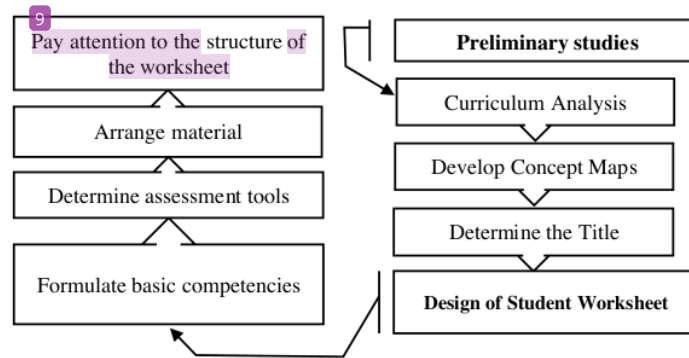 9
Pay attention to the structure of
the worksheet
Arrange material
Determine assessment tools
Formulate basic competencies
Preliminary studies
Curriculum Analysis
Develop Concept Maps
Determine the Title
Design of Student Worksheet